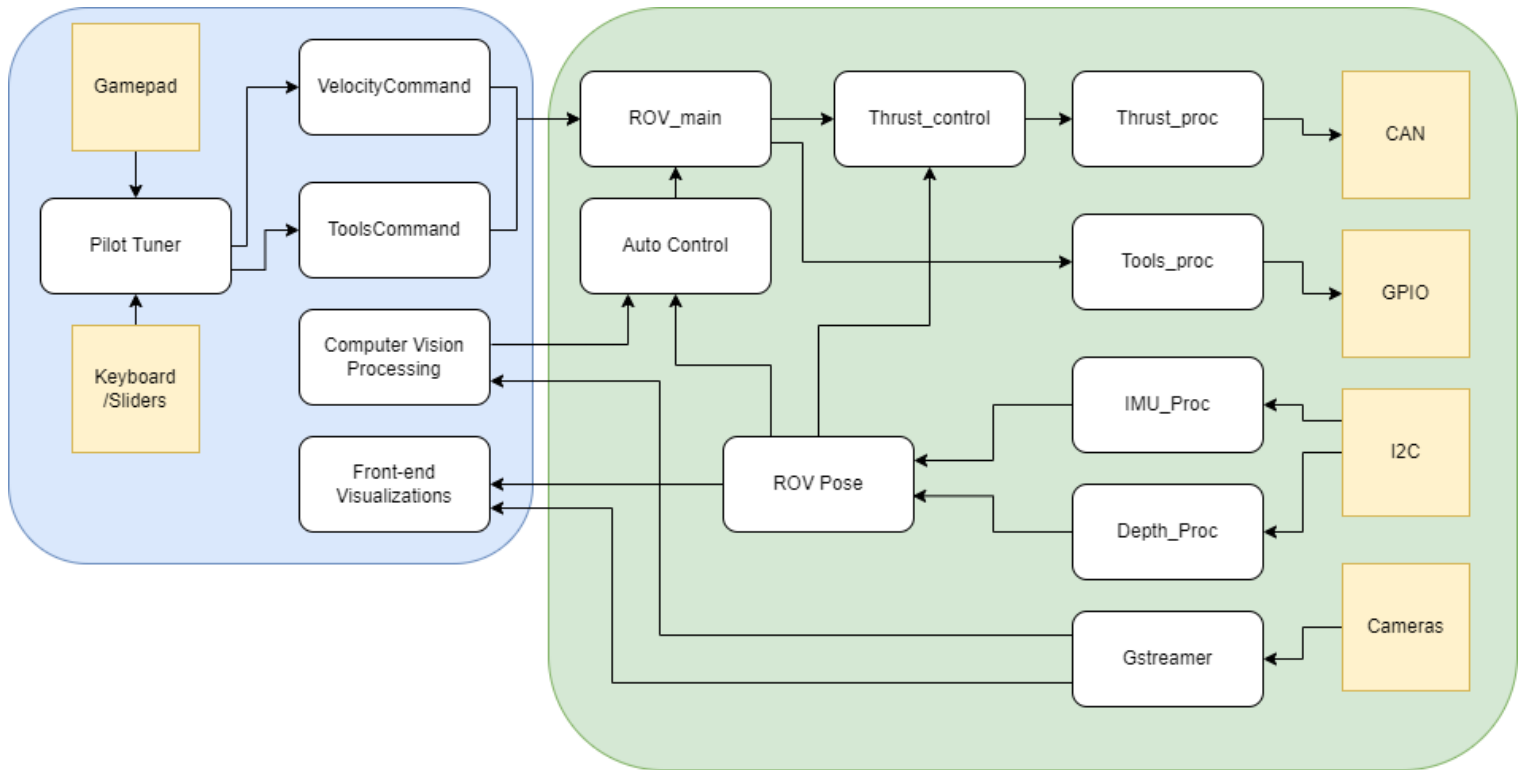 Gamepad
VelocityCommand
ROV_main
Thrust_control
Thrust_proc
CAN
Pilot Tuner
ToolsCommand
Auto Control
Tools_proc
GPIO
Computer Vision
Processing
Keyboard
/Sliders
IMU_Proc
I2C
Front-end
Visualizations
ROV Pose
Depth_Proc
Gstreamer
Cameras